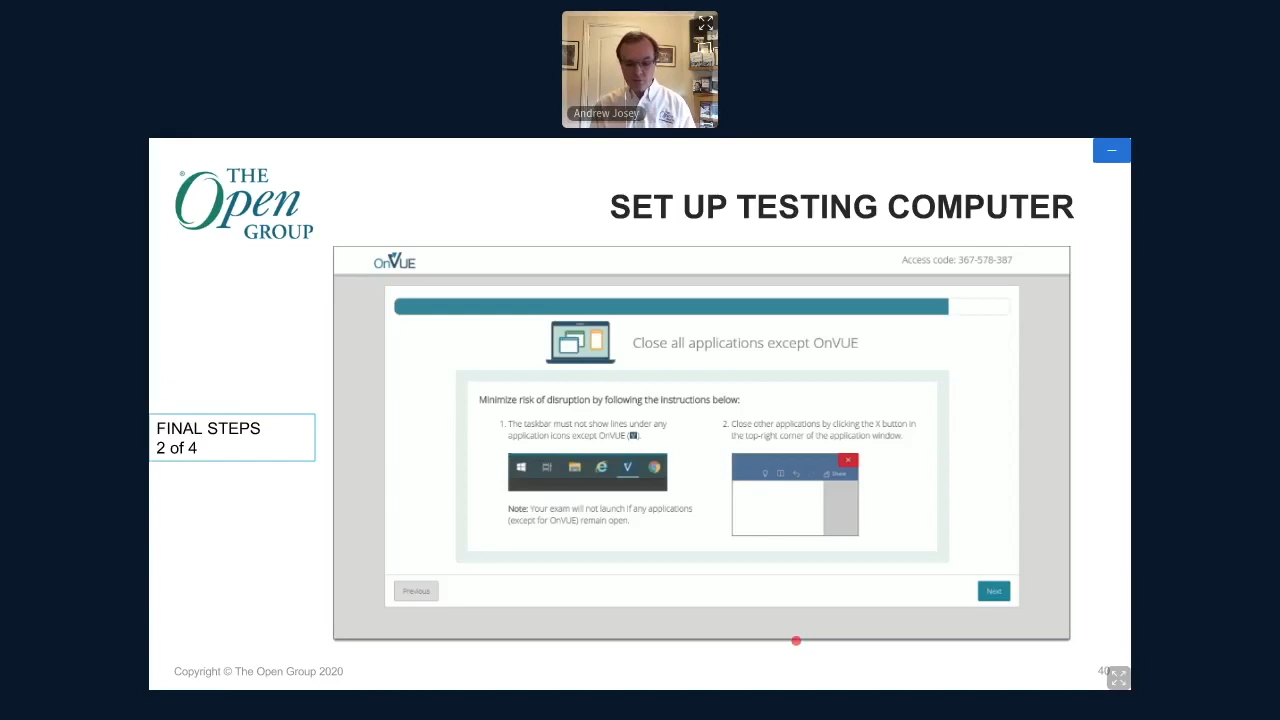 Andrew Josey
THE
Open
GROUP
®
SET UP TESTING COMPUTER
OnVUE
Access code: 367-578-387
Close all applications except OnVUE
Minimize risk of disruption by following the instructions below:
1. The taskbar must not show lines under any
application icons except OnVUE (V).
Note: Your exam will not launch if any applications
(except for OnVUE) remain open.
2. Close other applications by clicking the X button in
the top-right corner of the application window.
Share
FINAL STEPS
2 of 4
Previous
Next
Copyright © The Open Group 2020
40